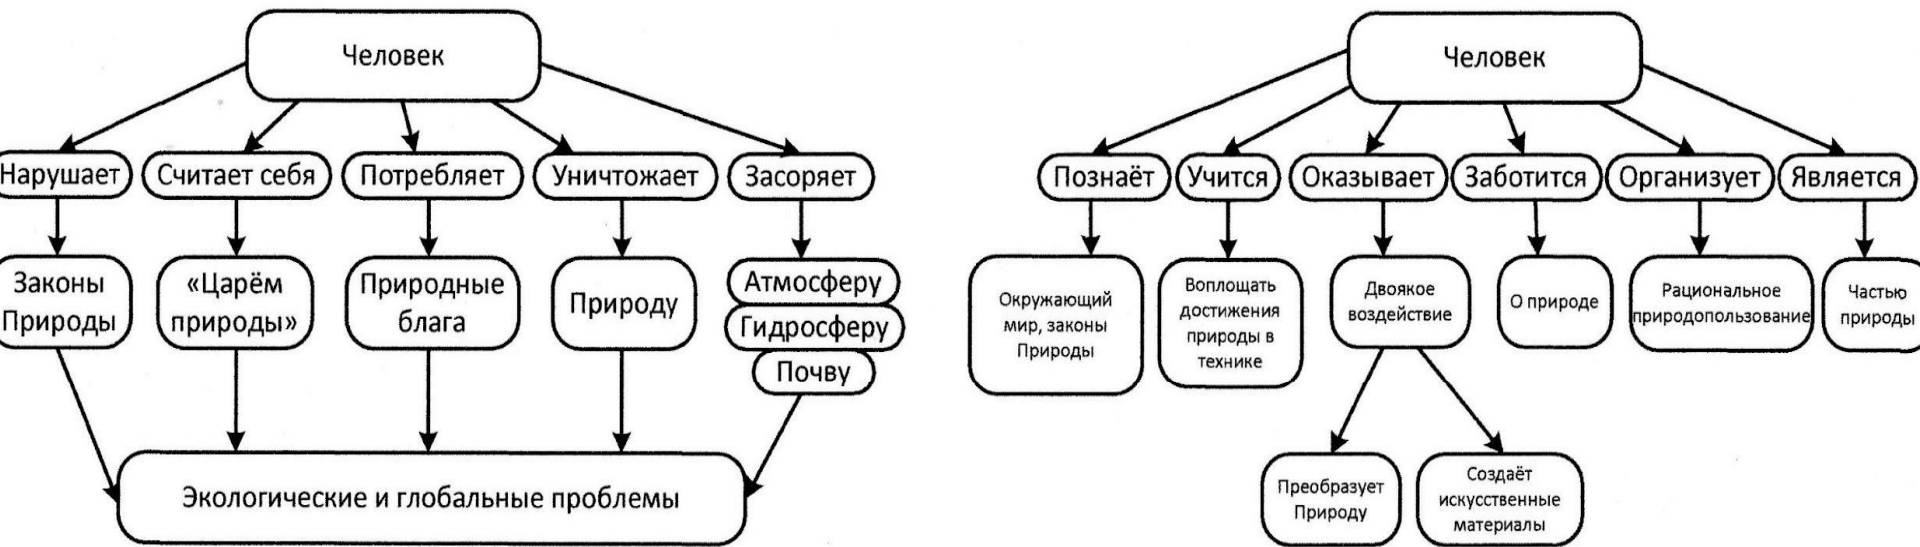 Человек
Нарушает
Считает себя
Потребляет
Уничтожает
Засоряет
Законы
Природы
«Царём
природы»
Природные
блага
Природу
Атмосферу
Гидросферу
Почву
Экологические и глобальные проблемы
Человек
Познаёт
Учится
Оказывает
Заботится
Организует
Является
Окружающий
мир, законы
Природы
Воплощать
достижения
природы в
технике
Двоякое
воздействие
О природе
Рациональное
природопользование
Частью
природы
Преобразует
Природу
Создаёт
искусственные
материалы